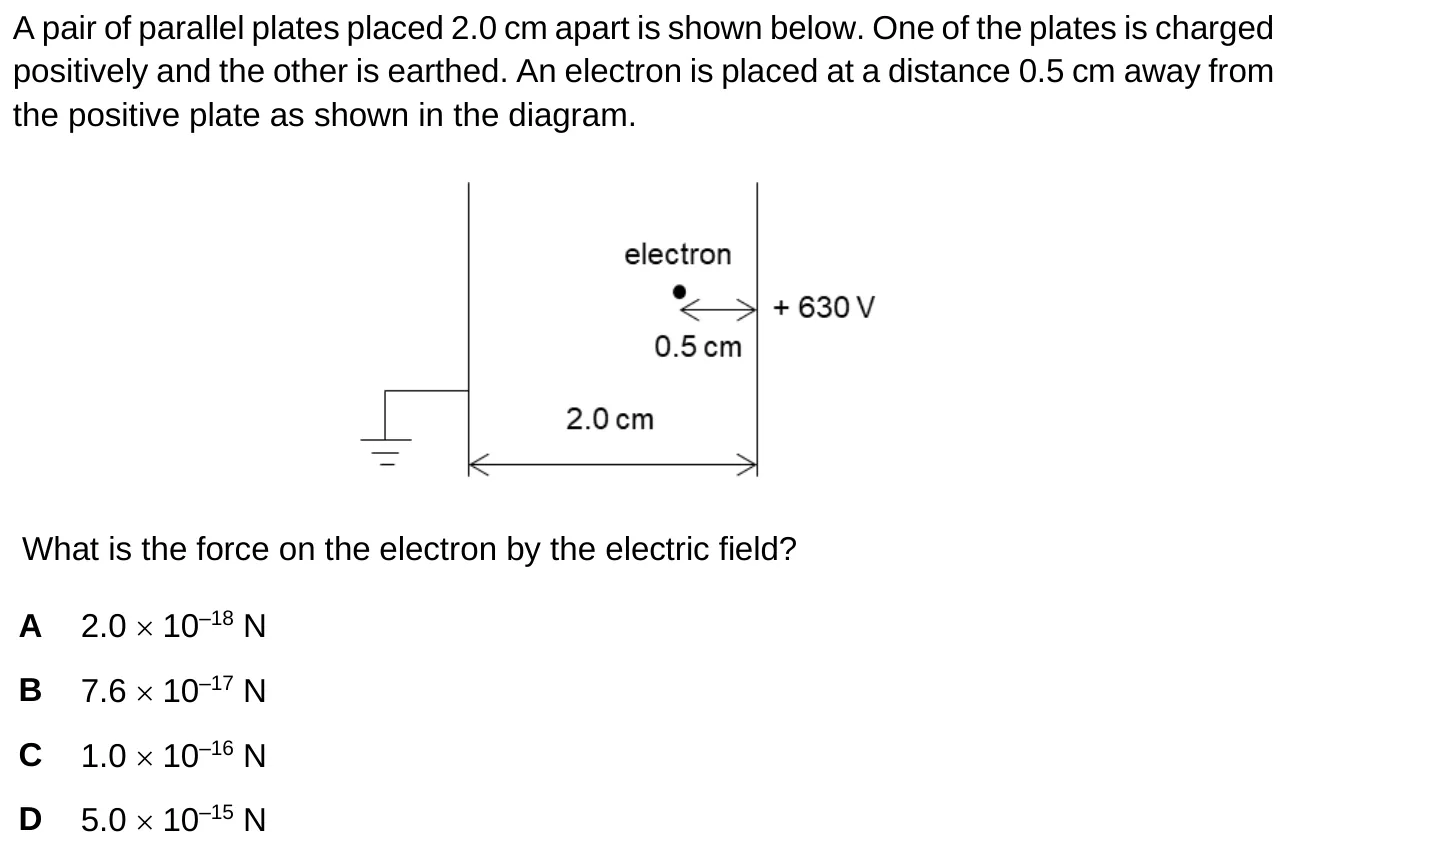 A pair of parallel plates placed 2.0 cm apart is shown below. One of the plates is charged
positively and the other is earthed. An electron is placed at a distance 0.5 cm away from
the positive plate as shown in the diagram.
electron
+ 630 V
0.5 cm
2.0 cm
What is the force on the electron by the electric field?
A 2.0 × 10⁻¹⁸ N
B 7.6 × 10⁻¹⁷ N
C 1.0 × 10⁻¹⁶ N
D 5.0 × 10⁻¹⁵ N